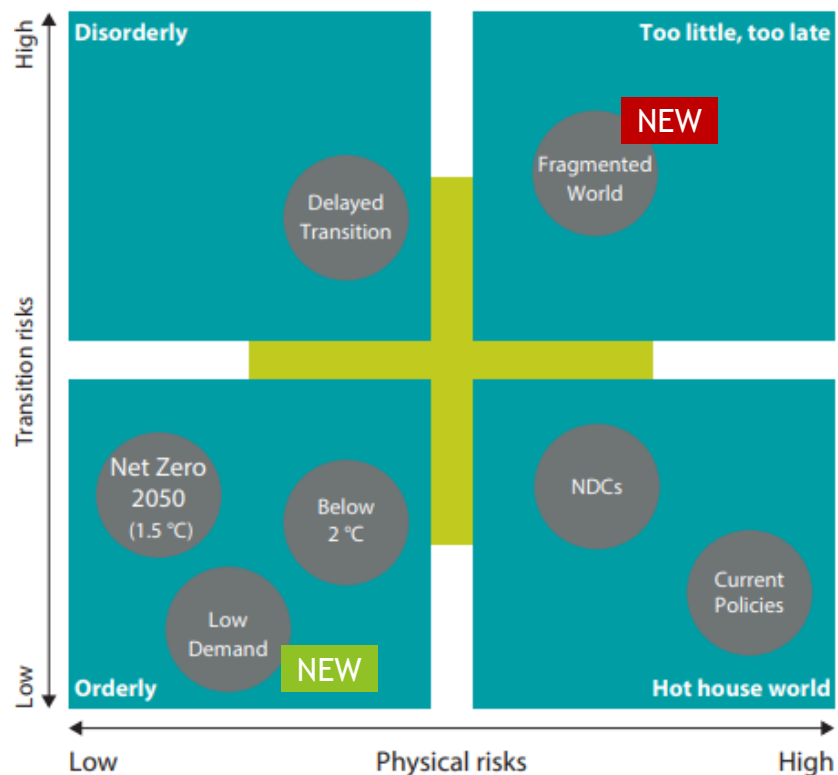 High
Disorderly
Too little, too late
NEW
Fragmented
World
Delayed
Transition
Transition risks
Net Zero
2050
(1.5 °C)
Below
2 °C
NDCs
Low
Demand
NEW
Current
Policies
Low
Orderly
Hot house world
Low
Physical risks
High